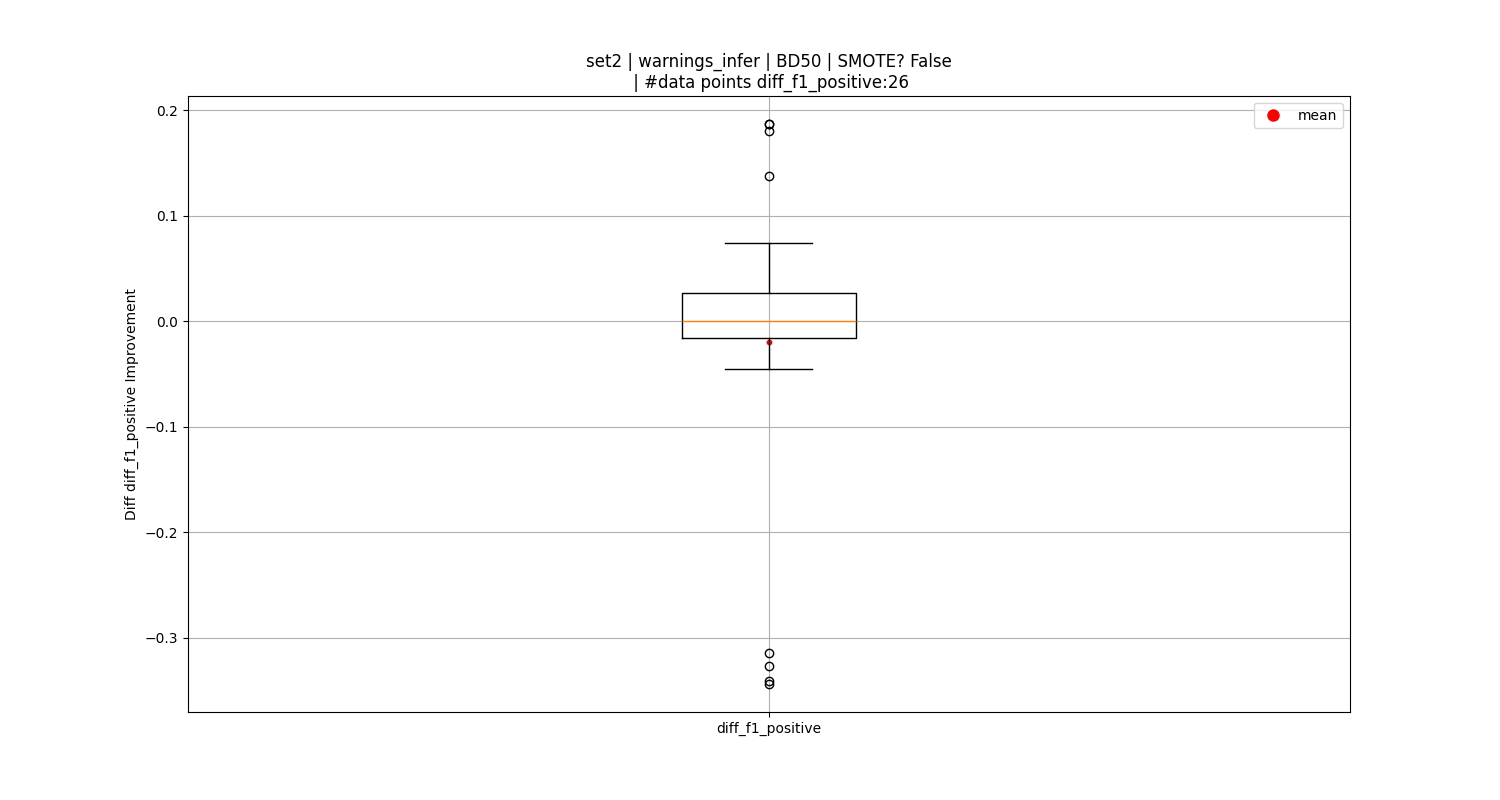 set2 | warnings_infer | BD50 | SMOTE? False
| #data points diff_f1_positive:26
mean
0.2
0.1
0.0
−0.1
−0.2
−0.3
Diff diff_f1_positive Improvement
diff_f1_positive